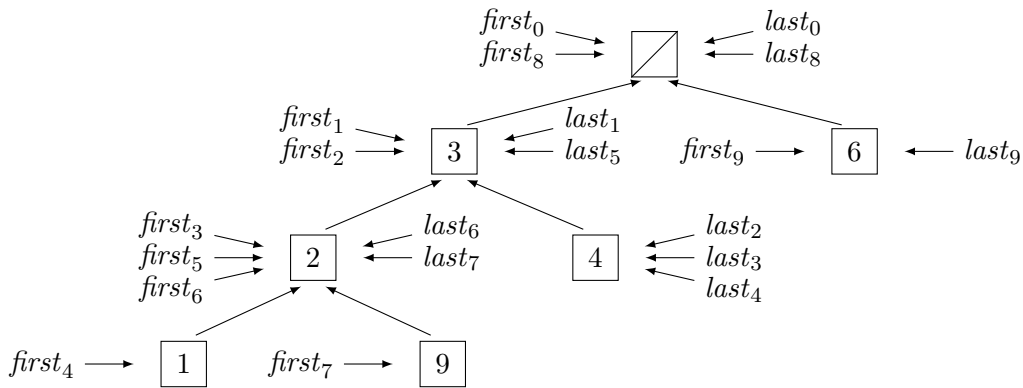 first₀ last₀
first₈ last₈
first₁ last₁
first₂ 3 last₅ first₉ 6 last₉
first₃ last₆ last₂
first₅ 2 last₇ 4 last₃
first₆ last₄
first₄ 1 first₇ 9